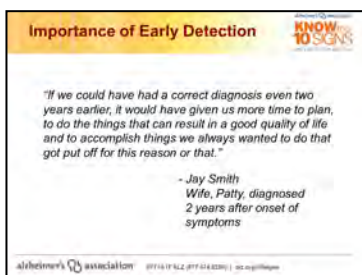 Importance of Early Detection
KNOW the
10 SIGNS
"If we could have had a correct diagnosis even two
years earlier, it would have given us more time to plan,
to do the things that can result in a good quality of life
and to accomplish things we always wanted to do that
got put off for this reason or that."
- Jay Smith
Wife, Patty, diagnosed
2 years after onset of
symptoms
alzheimer's association